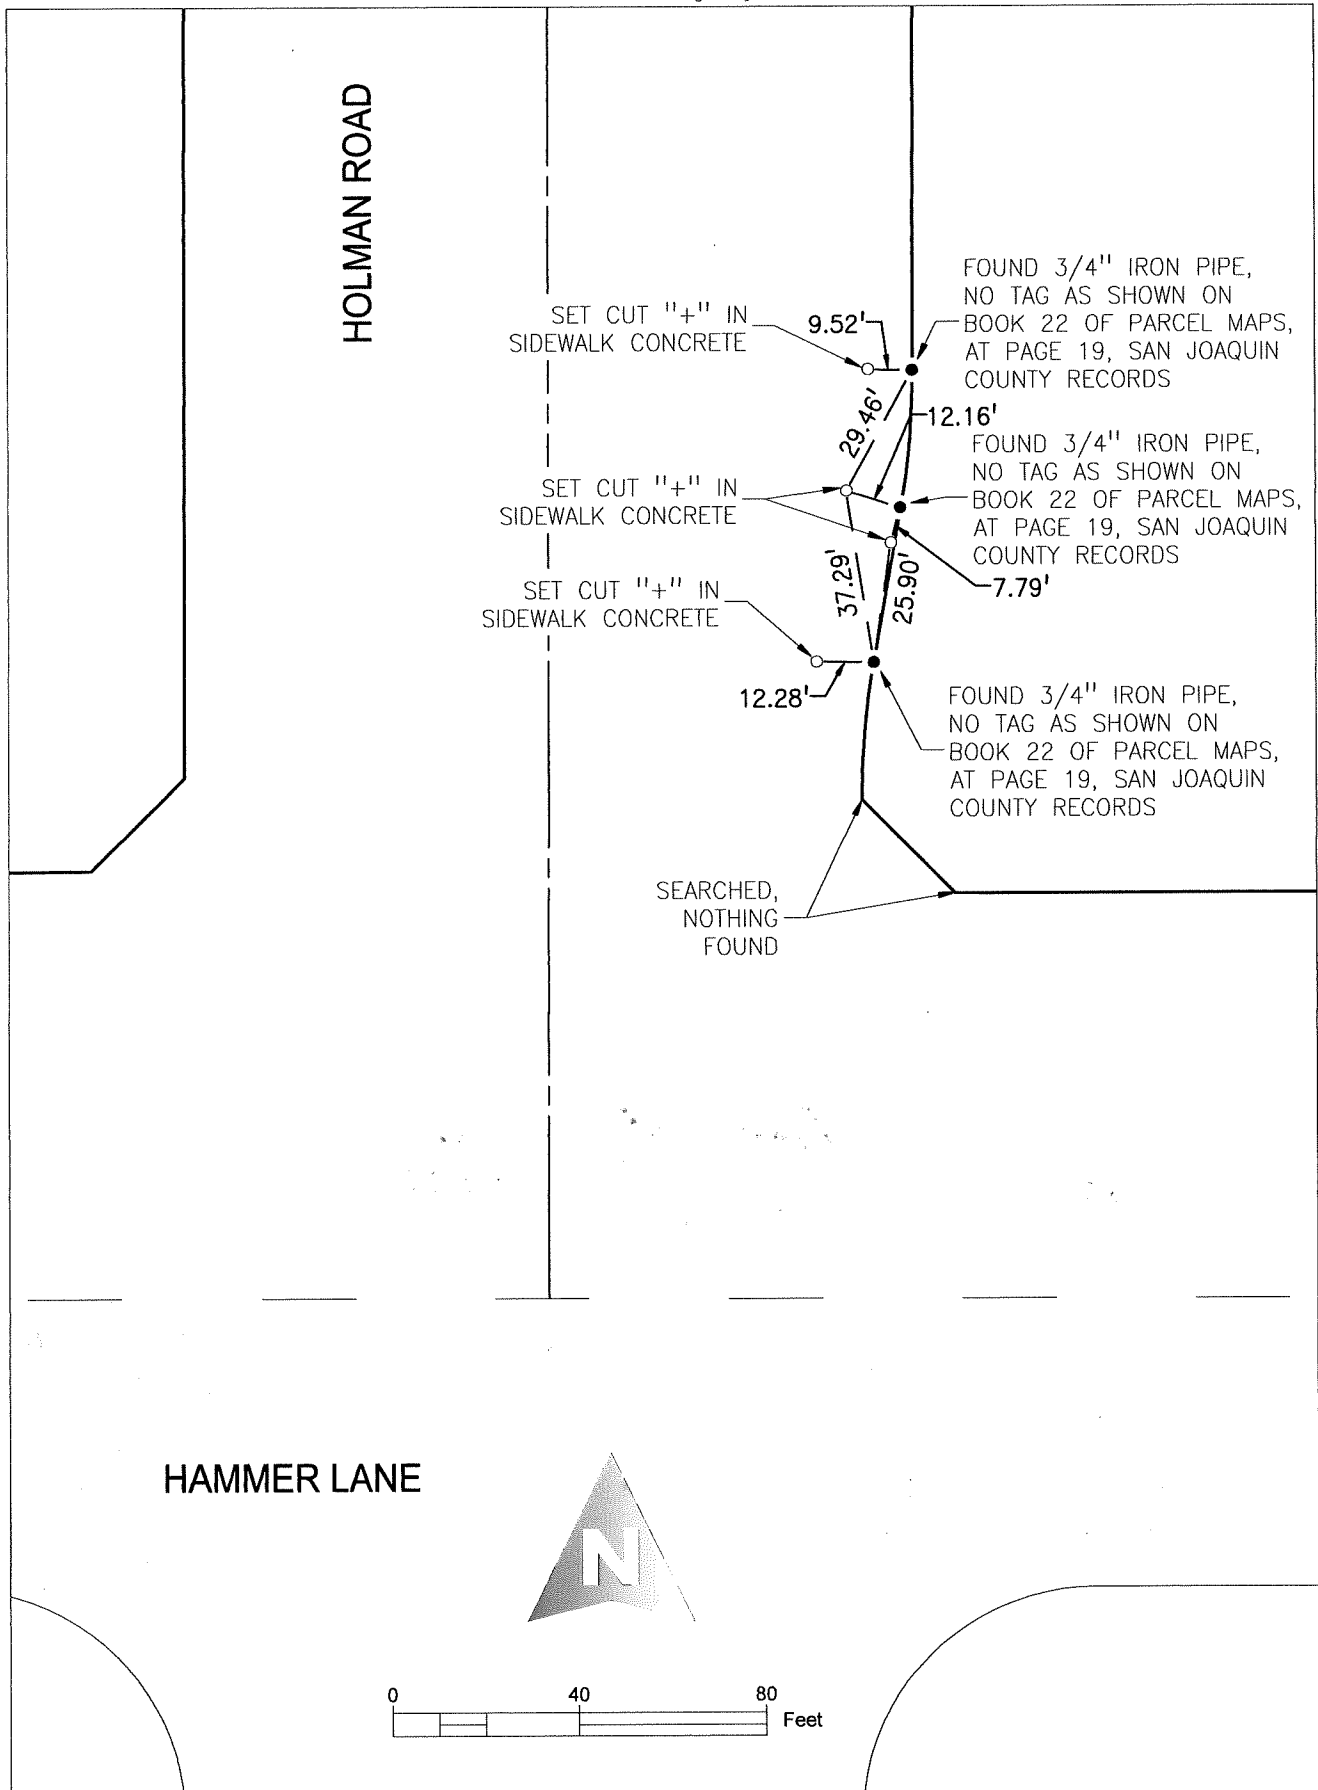 HOLMAN ROAD
FOUND 3/4" IRON PIPE,
NO TAG AS SHOWN ON
BOOK 22 OF PARCEL MAPS,
AT PAGE 19, SAN JOAQUIN
COUNTY RECORDS
SET CUT "+" IN
SIDEWALK CONCRETE
9.52'
29.46'
12.16'
FOUND 3/4" IRON PIPE,
NO TAG AS SHOWN ON
BOOK 22 OF PARCEL MAPS,
AT PAGE 19, SAN JOAQUIN
COUNTY RECORDS
SET CUT "+" IN
SIDEWALK CONCRETE
37.29'
25.90'
7.79'
SET CUT "+" IN
SIDEWALK CONCRETE
12.28'
FOUND 3/4" IRON PIPE,
NO TAG AS SHOWN ON
BOOK 22 OF PARCEL MAPS,
AT PAGE 19, SAN JOAQUIN
COUNTY RECORDS
SEARCHED,
NOTHING
FOUND
HAMMER LANE
N
0 40 80
Feet